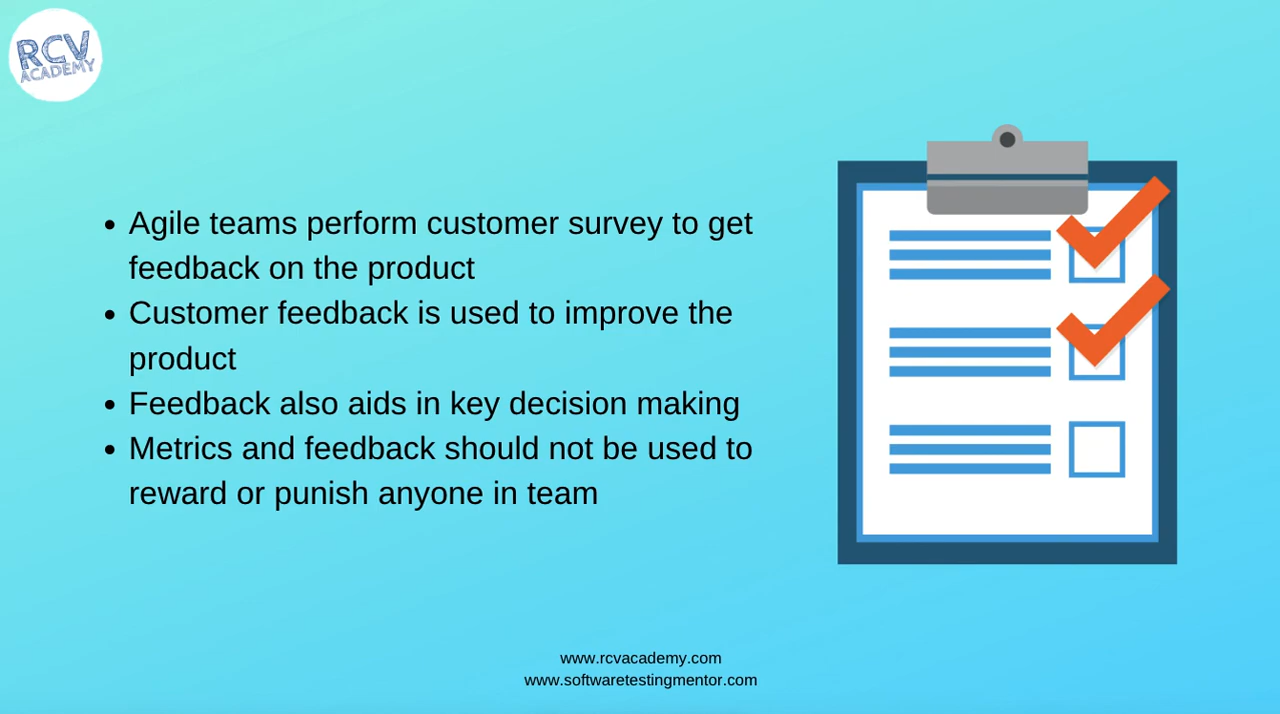 RCV
ACADEMY
• Agile teams perform customer survey to get
feedback on the product
• Customer feedback is used to improve the
product
• Feedback also aids in key decision making
• Metrics and feedback should not be used to
reward or punish anyone in team
www.rcvacademy.com
www.softwaretestingmentor.com